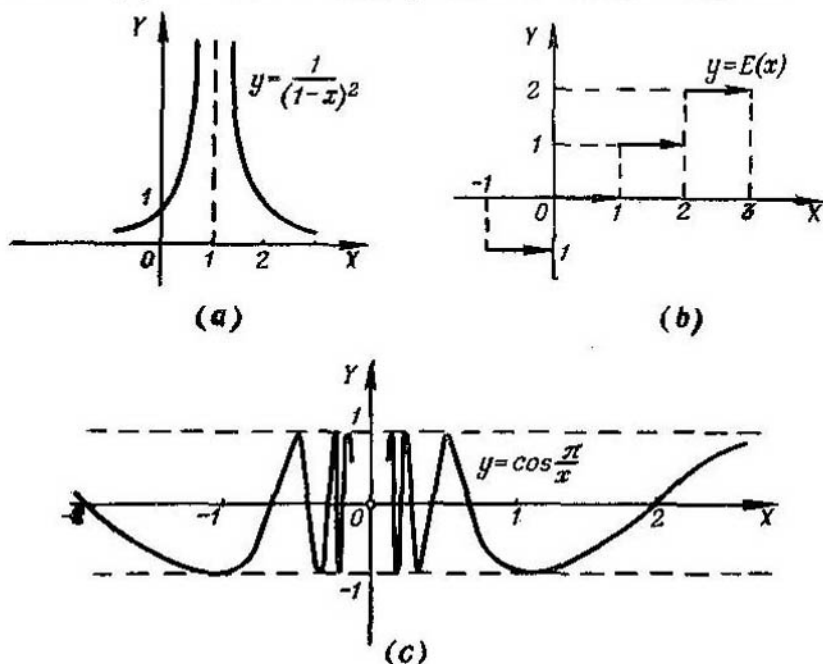 Y
y=1/(1-x)²
1
0 1 2 X
(a)
Y
2
y=E(x)
1
-1
0 1 2 3 X
1
(b)
Y
1
y=cos π/x
-1 0 1 2 X
-1
(c)